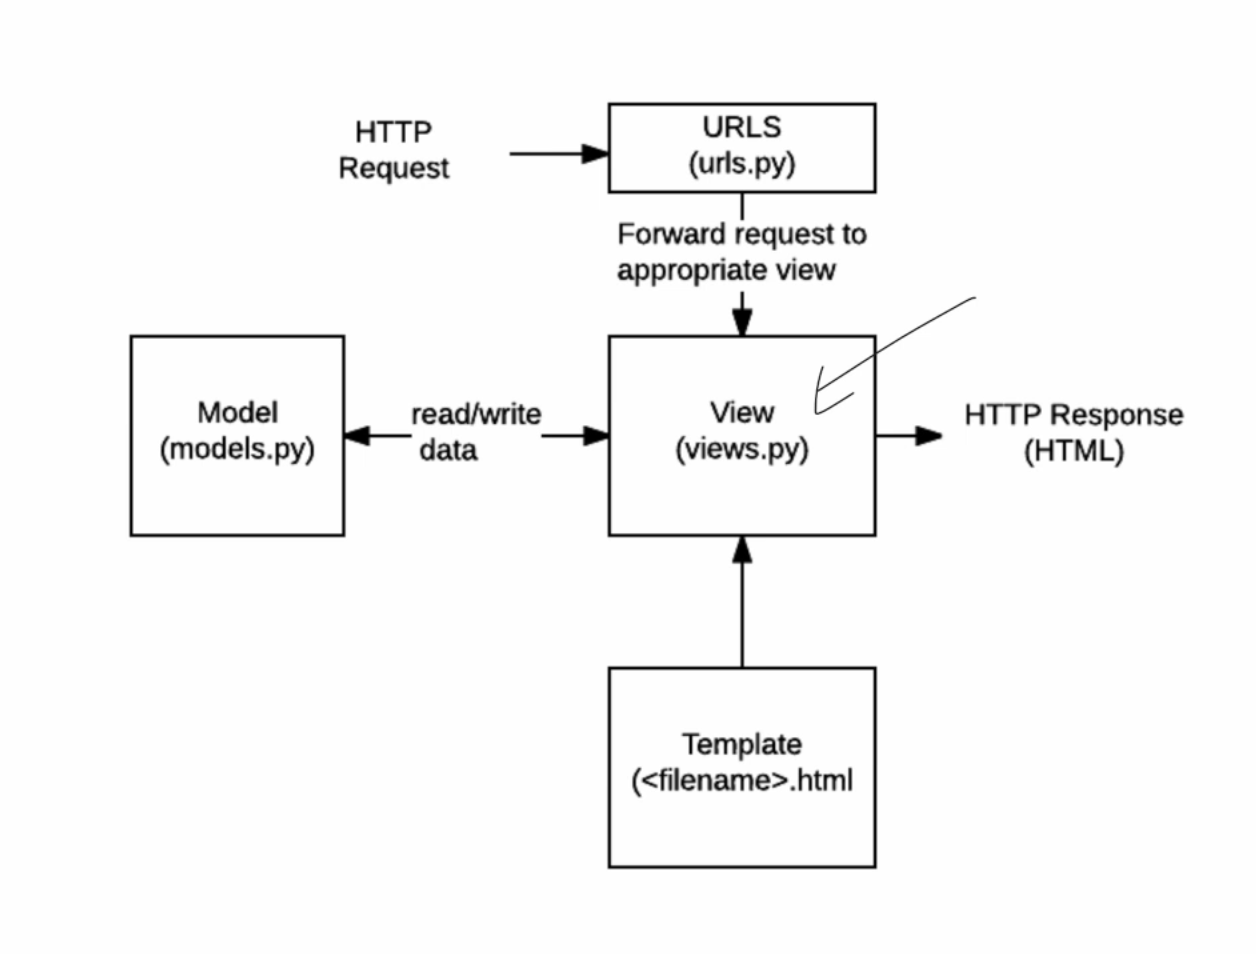 HTTP
Request
URLS
(urls.py)
Forward request to
appropriate view
Model
(models.py)
read/write
data
View
(views.py)
HTTP Response
(HTML)
Template
(<filename>.html